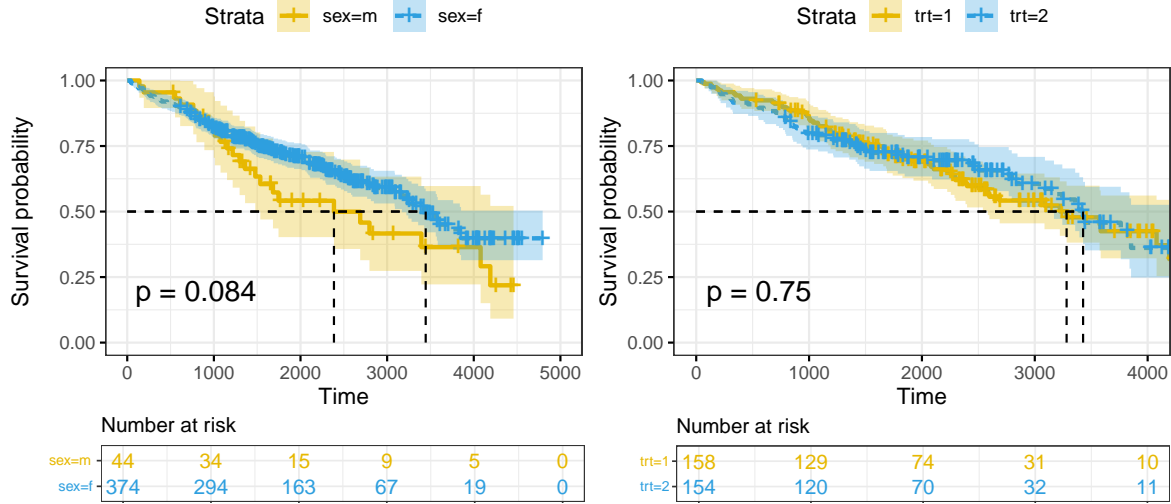 Strata sex=m sex=f
Survival probability
1.00
0.75
0.50
0.25
0.00
p = 0.084
0 1000 2000 3000 4000 5000
Time
Number at risk
sex=m 44 34 15 9 5 0
sex=f 374 294 163 67 19 0
Strata trt=1 trt=2
Survival probability
1.00
0.75
0.50
0.25
0.00
p = 0.75
0 1000 2000 3000 4000
Time
Number at risk
trt=1 158 129 74 31 10
trt=2 154 120 70 32 11